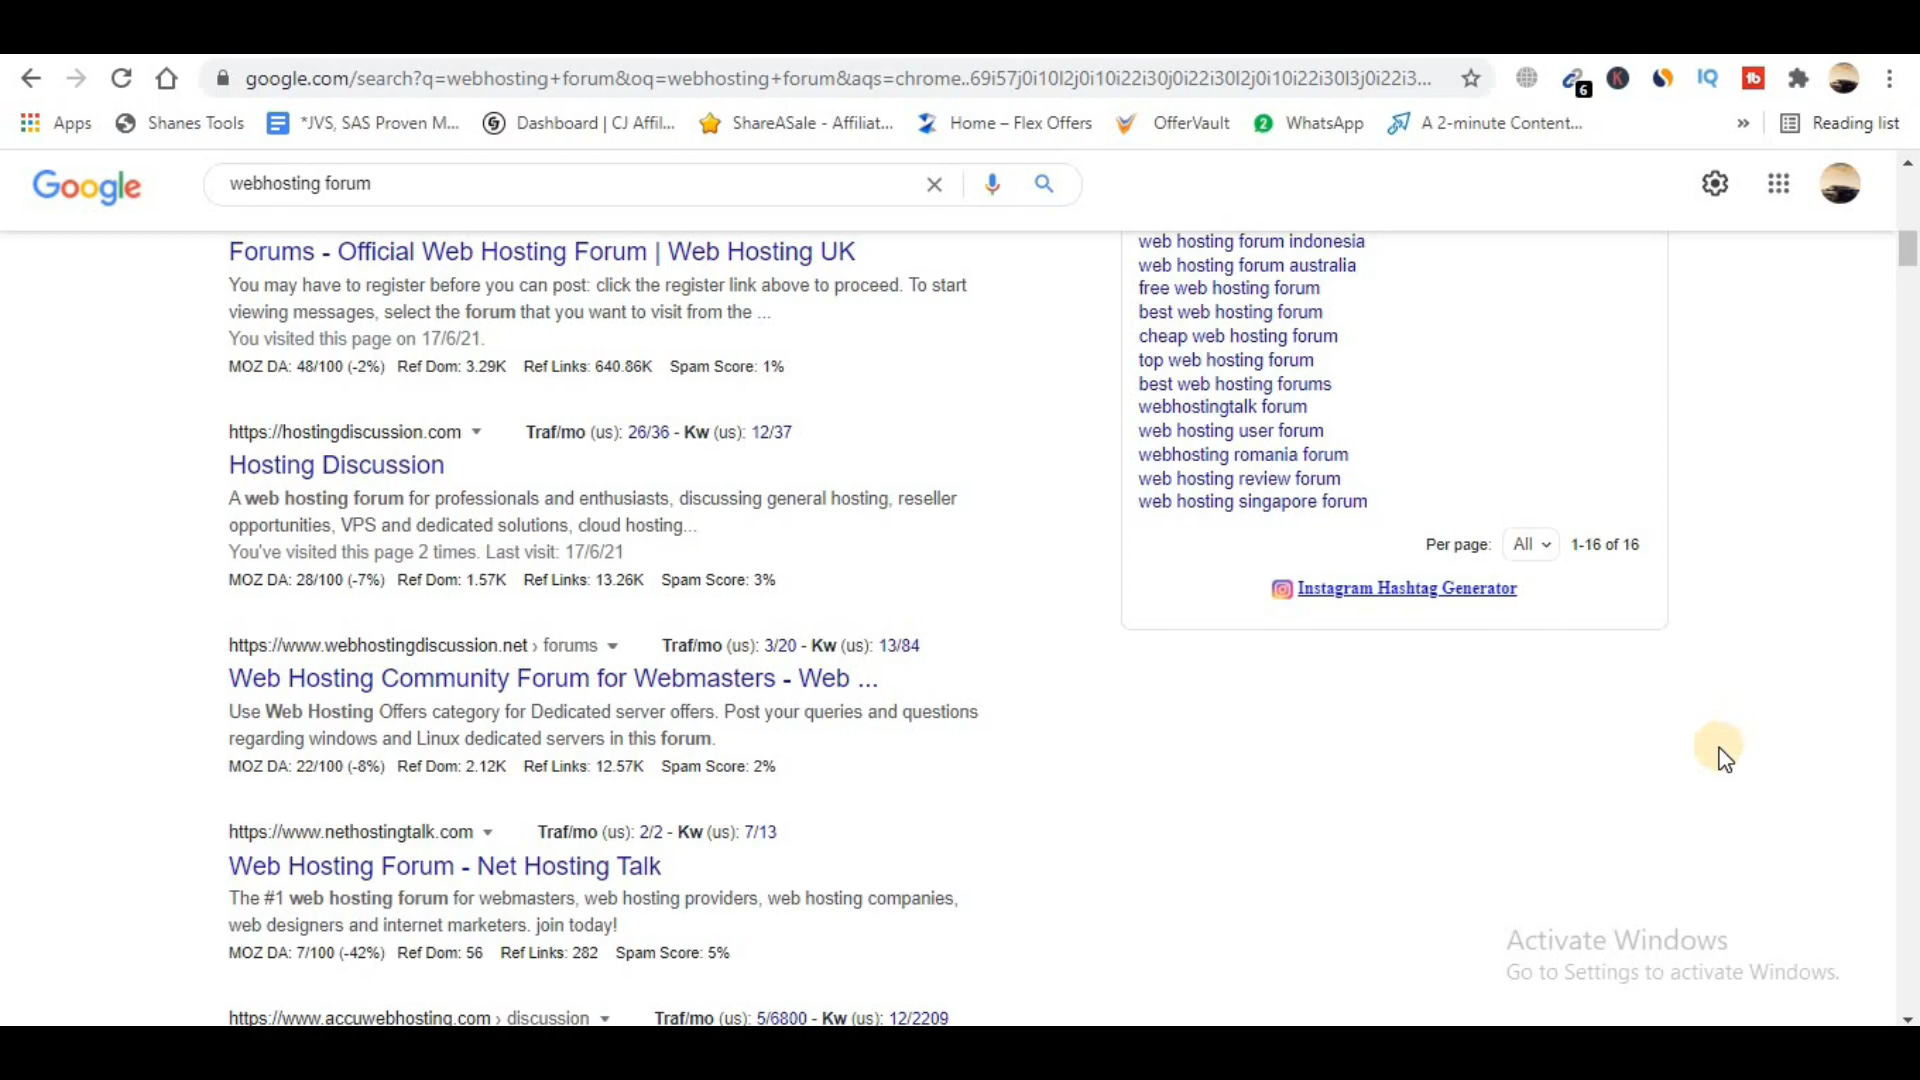 google.com/search?q=webhosting+forum&oq=webhosting+forum&aqs=chrome..69i57j0i10l2j0i10i22i30j0i22i30l2j0i10i22i30l3j0i22i3...
6
K
IQ
tb
Apps
Shanes Tools
*JVS, SAS Proven M...
Dashboard | CJ Affil...
ShareASale - Affiliat...
Home – Flex Offers
OfferVault
2
WhatsApp
A 2-minute Content...
»
Reading list
Google
webhosting forum
Forums - Official Web Hosting Forum | Web Hosting UK
You may have to register before you can post: click the register link above to proceed. To start
viewing messages, select the forum that you want to visit from the ...
You visited this page on 17/6/21.
MOZ DA: 48/100 (-2%) Ref Dom: 3.29K Ref Links: 640.86K Spam Score: 1%
https://hostingdiscussion.com Traf/mo (us): 26/36 - Kw (us): 12/37
Hosting Discussion
A web hosting forum for professionals and enthusiasts, discussing general hosting, reseller
opportunities, VPS and dedicated solutions, cloud hosting...
You've visited this page 2 times. Last visit: 17/6/21
MOZ DA: 28/100 (-7%) Ref Dom: 1.57K Ref Links: 13.26K Spam Score: 3%
https://www.webhostingdiscussion.net › forums Traf/mo (us): 3/20 - Kw (us): 13/84
Web Hosting Community Forum for Webmasters - Web ...
Use Web Hosting Offers category for Dedicated server offers. Post your queries and questions
regarding windows and Linux dedicated servers in this forum.
MOZ DA: 22/100 (-8%) Ref Dom: 2.12K Ref Links: 12.57K Spam Score: 2%
https://www.nethostingtalk.com Traf/mo (us): 2/2 - Kw (us): 7/13
Web Hosting Forum - Net Hosting Talk
The #1 web hosting forum for webmasters, web hosting providers, web hosting companies,
web designers and internet marketers. join today!
MOZ DA: 7/100 (-42%) Ref Dom: 56 Ref Links: 282 Spam Score: 5%
https://www.accuwebhosting.com › discussion Traf/mo (us): 5/6800 - Kw (us): 12/2209
web hosting forum indonesia
web hosting forum australia
free web hosting forum
best web hosting forum
cheap web hosting forum
top web hosting forum
best web hosting forums
webhostingtalk forum
web hosting user forum
webhosting romania forum
web hosting review forum
web hosting singapore forum
Per page: All 1-16 of 16
Instagram Hashtag Generator
Activate Windows
Go to Settings to activate Windows.